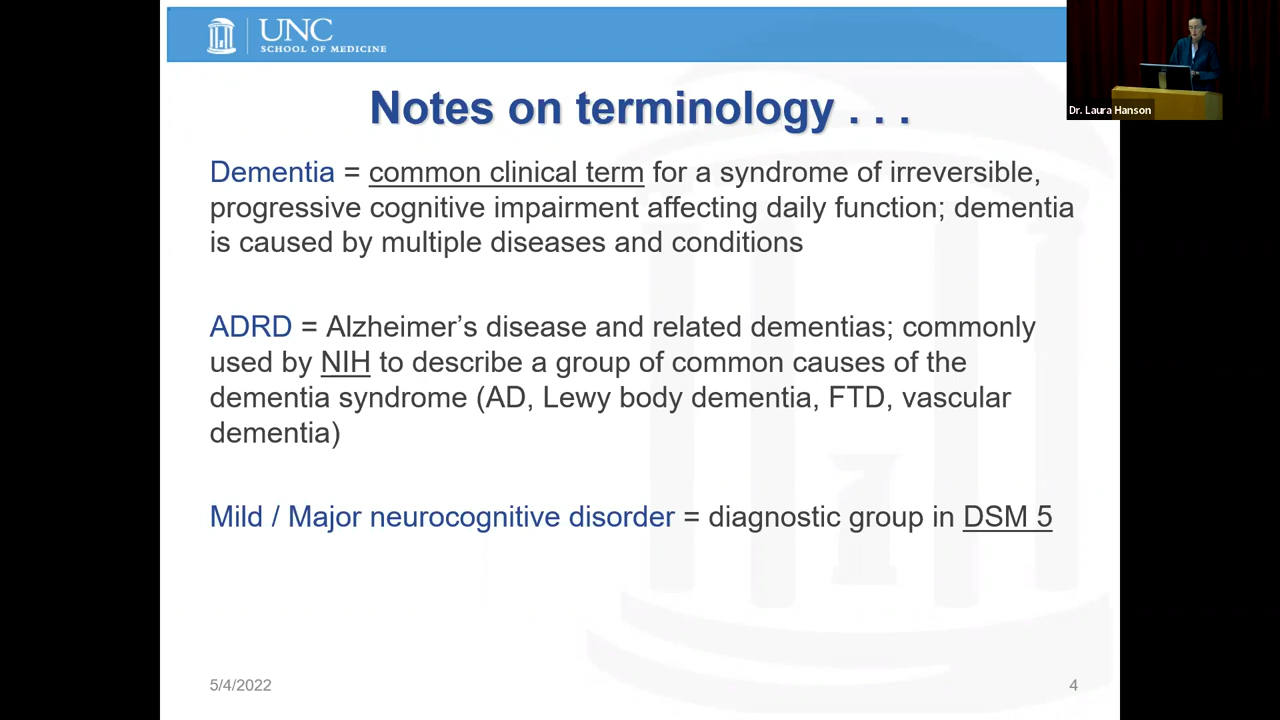 UNC
SCHOOL OF MEDICINE
Dr. Laura Hanson
Notes on terminology . . .
Dementia = common clinical term for a syndrome of irreversible,
progressive cognitive impairment affecting daily function; dementia
is caused by multiple diseases and conditions
ADRD = Alzheimer’s disease and related dementias; commonly
used by NIH to describe a group of common causes of the
dementia syndrome (AD, Lewy body dementia, FTD, vascular
dementia)
Mild / Major neurocognitive disorder = diagnostic group in DSM 5
5/4/2022
4